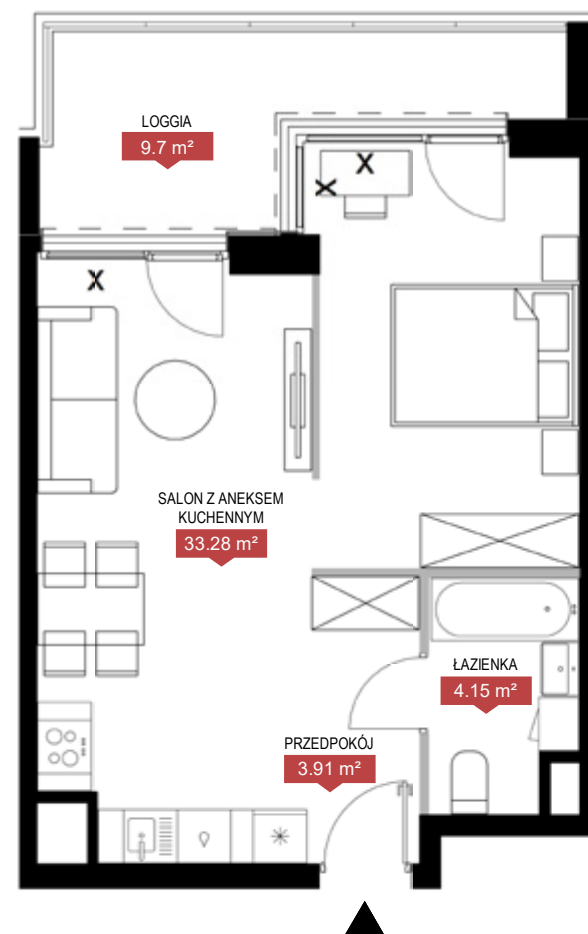 LOGGIA
9.7 m²
X
X
X
SALON Z ANEKSEM
KUCHENNYM
33.28 m²
ŁAZIENKA
4.15 m²
PRZEDPOKÓJ
3.91 m²